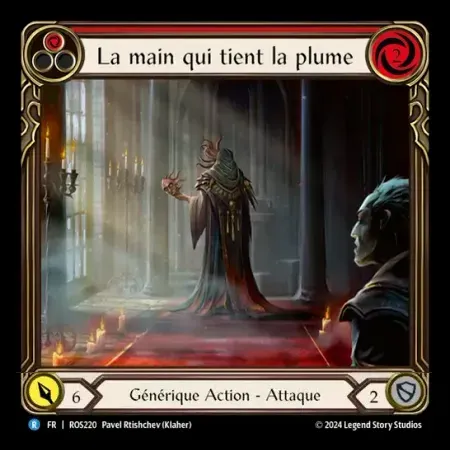 La main qui tient la plume
2
6
Générique Action - Attaque
2
R FR | ROS220 Pavel Rtishchev (Klaher)
© 2024 Legend Story Studios